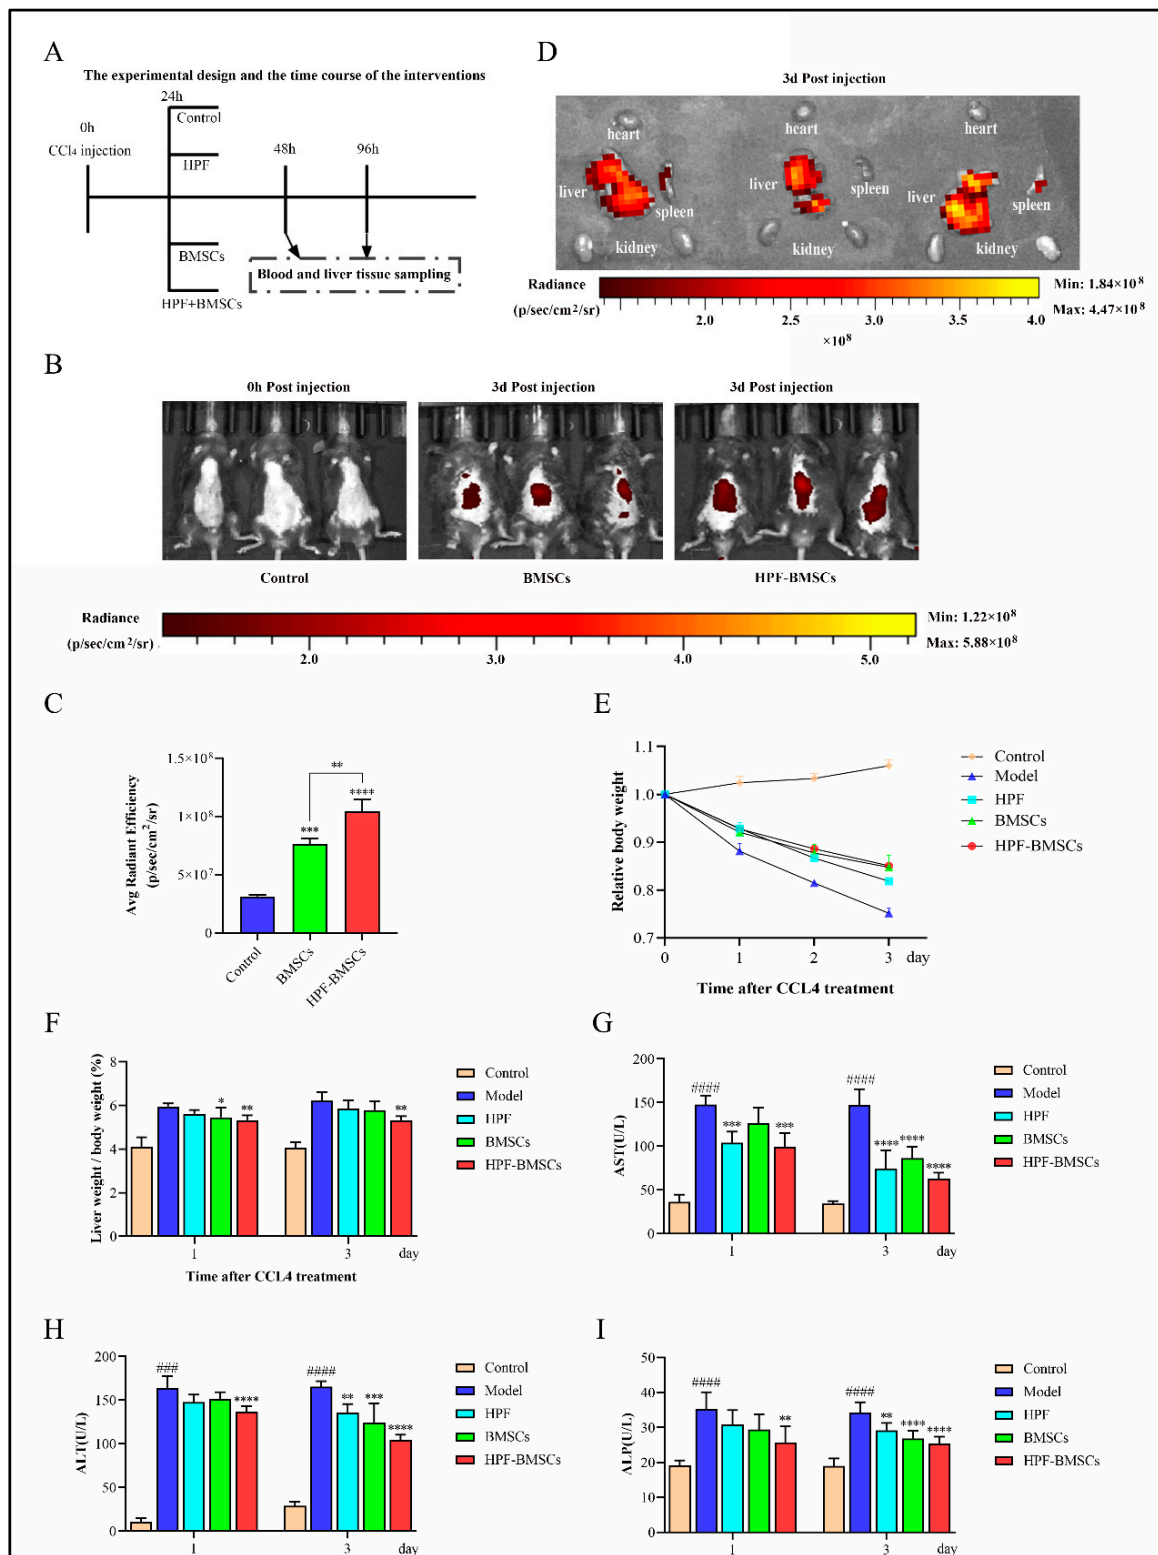 A
The experimental design and the time course of the interventions
24h
Control
0h
CCl4 injection
HPF
48h
96h
BMSCs
Blood and liver tissue sampling
HPF+BMSCs
D
3d Post injection
heart
heart
heart
liver
liver
liver
spleen
spleen
spleen
kidney
kidney
kidney
Radiance
(p/sec/cm²/sr)
2.0 2.5 3.0 3.5 4.0
×10⁸
Min: 1.84×10⁸
Max: 4.47×10⁸
B
0h Post injection
3d Post injection
3d Post injection
Control
BMSCs
HPF-BMSCs
Radiance
(p/sec/cm²/sr)
2.0 3.0 4.0 5.0
Min: 1.22×10⁸
Max: 5.88×10⁸
C
Avg Radiant Efficiency
(p/sec/cm²/sr)
1.5×10⁸
1×10⁸
5×10⁷
0
***
**
****
Control
BMSCs
HPF-BMSCs
E
Relative body weight
1.1
1.0
0.9
0.8
0.7
0 1 2 3 day
Time after CCL4 treatment
Control
Model
HPF
BMSCs
HPF-BMSCs
F
Liver weight / body weight (%)
8
6
4
2
0
* ** **
1 3 day
Time after CCL4 treatment
Control
Model
HPF
BMSCs
HPF-BMSCs
G
AST(U/L)
200
150
100
50
0
#### *** *** #### **** **** ****
1 3 day
Control
Model
HPF
BMSCs
HPF-BMSCs
H
ALT(U/L)
200
150
100
50
0
### **** #### ** *** ****
1 3 day
Control
Model
HPF
BMSCs
HPF-BMSCs
I
ALP(U/L)
50
40
30
20
10
0
#### ** #### ** **** ****
1 3 day
Control
Model
HPF
BMSCs
HPF-BMSCs